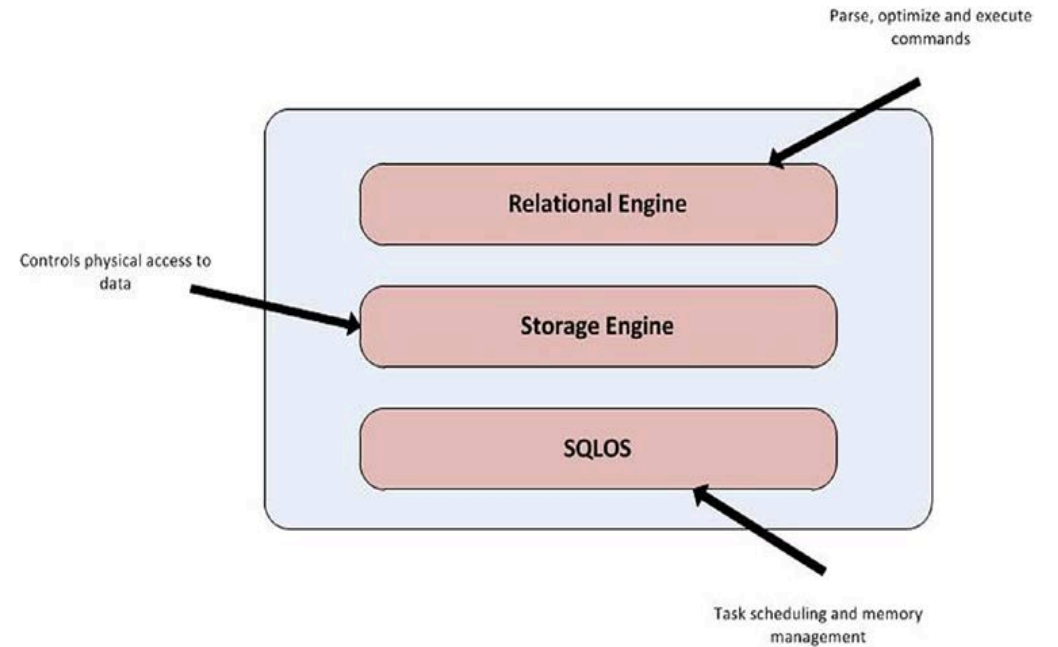 Parse, optimize and execute
commands
Relational Engine
Controls physical access to
data
Storage Engine
SQLOS
Task scheduling and memory
management